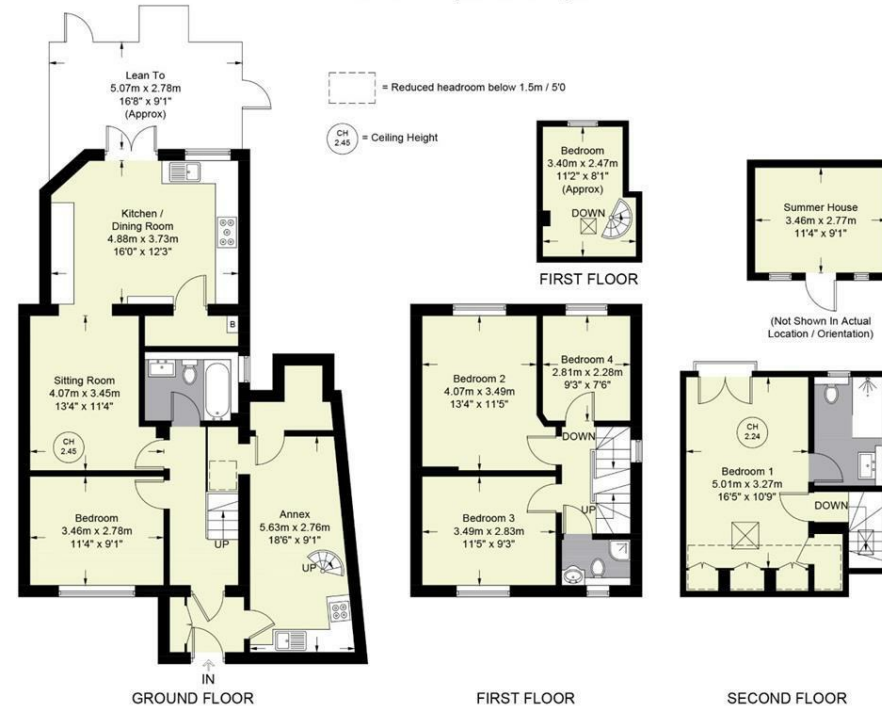 Lean To
5.07m x 2.78m
16'8" x 9'1"
(Approx)
= Reduced headroom below 1.5m / 5'0
CH
2.45
= Ceiling Height
Kitchen /
Dining Room
4.88m x 3.73m
16'0" x 12'3"
B
Sitting Room
4.07m x 3.45m
13'4" x 11'4"
CH
2.45
Bedroom
3.46m x 2.78m
11'4" x 9'1"
UP
Annex
5.63m x 2.76m
18'6" x 9'1"
UP
IN
GROUND FLOOR
Bedroom
3.40m x 2.47m
11'2" x 8'1"
(Approx)
DOWN
FIRST FLOOR
Bedroom 2
4.07m x 3.49m
13'4" x 11'5"
Bedroom 4
2.81m x 2.28m
9'3" x 7'6"
DOWN
UP
Bedroom 3
3.49m x 2.83m
11'5" x 9'3"
FIRST FLOOR
Summer House
3.46m x 2.77m
11'4" x 9'1"
(Not Shown In Actual
Location / Orientation)
CH
2.24
Bedroom 1
5.01m x 3.27m
16'5" x 10'9"
DOWN
SECOND FLOOR